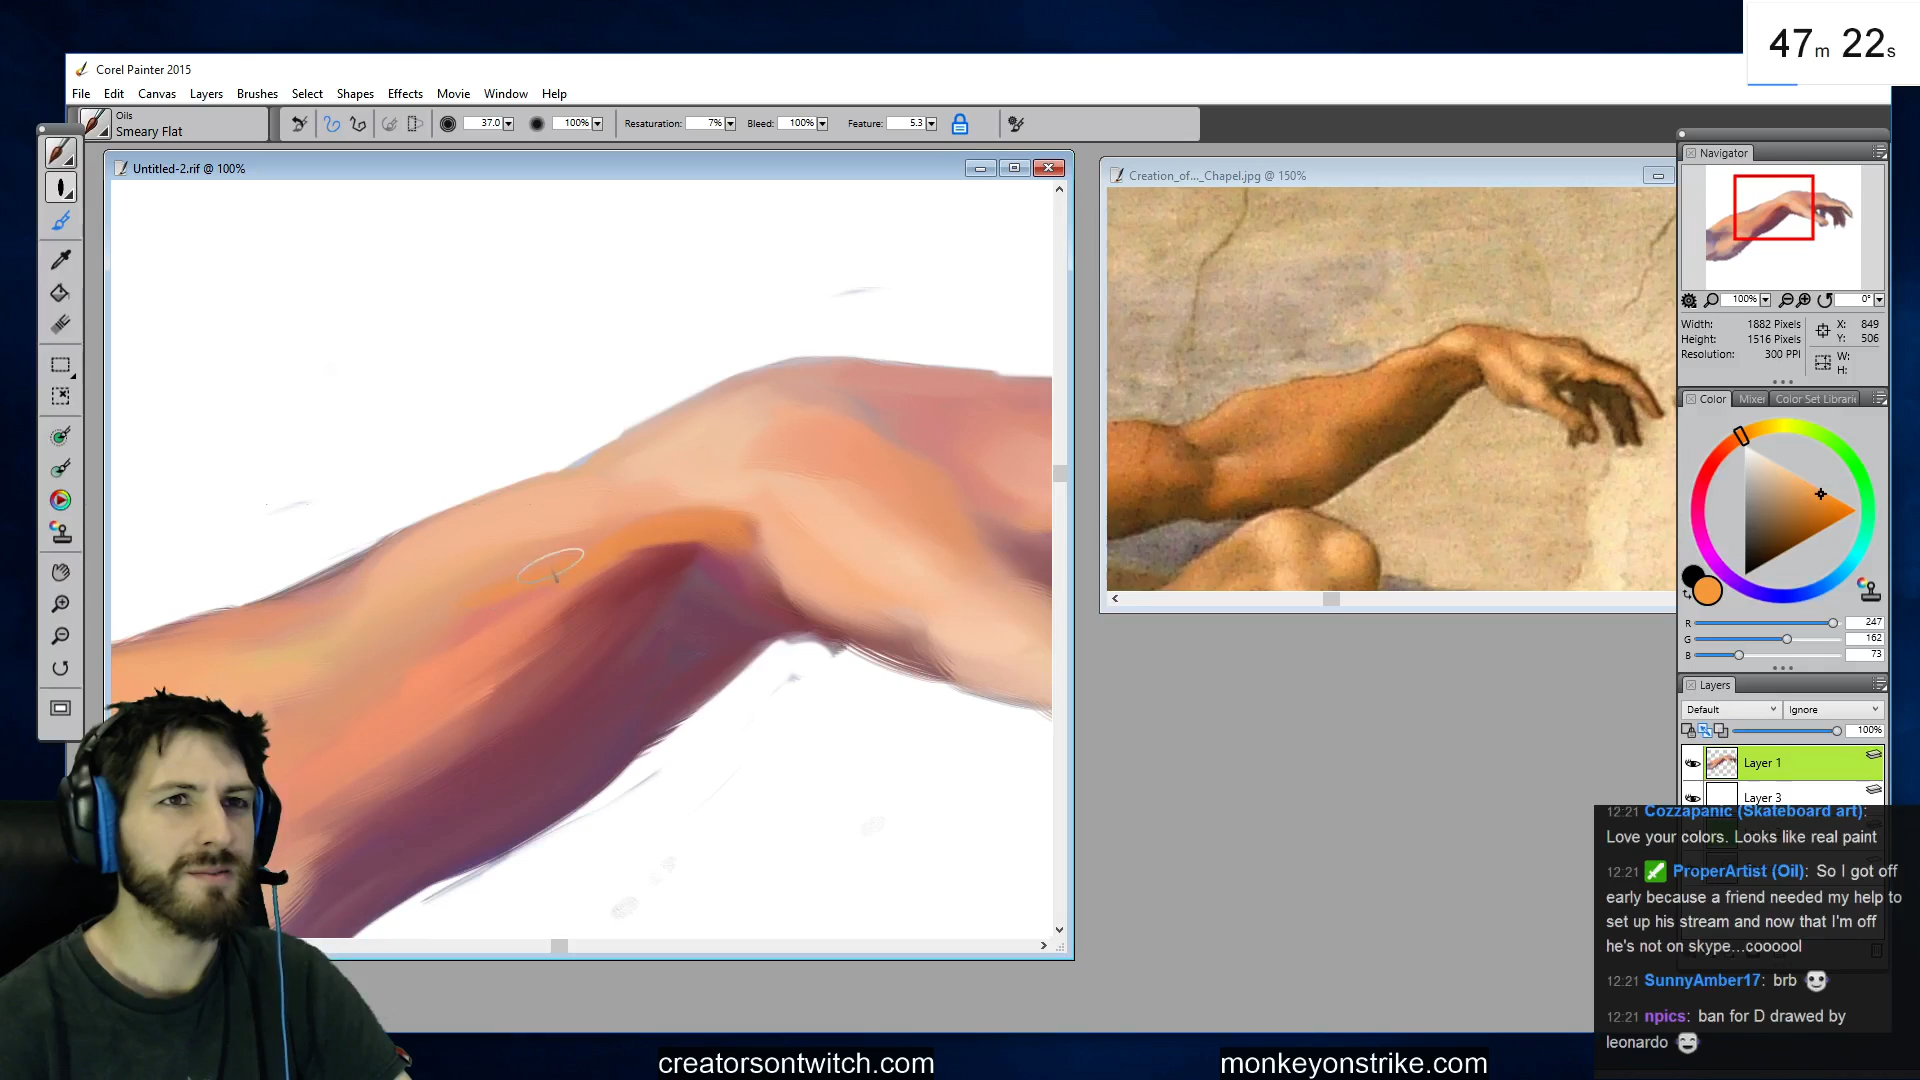 47m 22s
Corel Painter 2015
File Edit Canvas Layers Brushes Select Shapes Effects Movie Window Help
Oils
Smeary Flat
37.0 100% Resaturation: 7% Bleed: 100% Feature: 5.3
Untitled-2.rif @ 100%
Creation_of..._Chapel.jpg @ 150%
Navigator
100% 0°
Width: 1882 Pixels X: 849
Height: 1516 Pixels Y: 506
Resolution: 300 PPI W:
H:
Color Mixer Color Set Librari
R 247
G 162
B 73
Layers
Default Ignore
100%
Layer 1
Layer 3
12:21 Cozzapanic (Skateboard art):
Love your colors. Looks like real paint
12:21 ProperArtist (Oil): So I got off
early because a friend needed my help to
set up his stream and now that I'm off
he's not on skype...coooool
12:21 SunnyAmber17: brb
12:21 npics: ban for D drawed by
leonardo
creatorsontwitch.com
monkeyonstrike.com